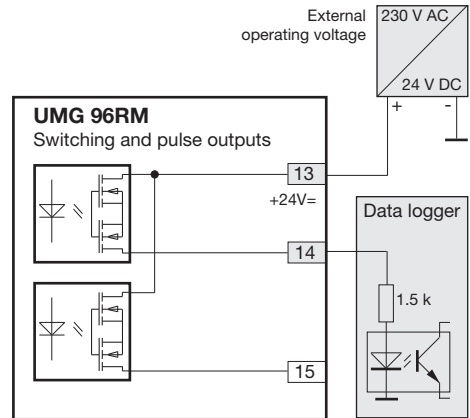 External
operating voltage
230 V AC
24 V DC
+ -
UMG 96RM
Switching and pulse outputs
13
+24V=
Data logger
14
1.5 k
15